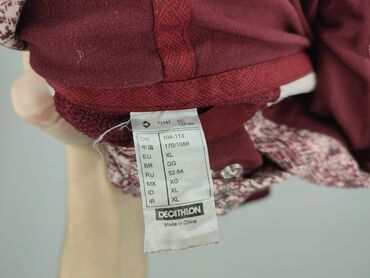 Cm. 104-113
中国 170/108B
EU XL
BR GG
RU 52-54
MX XG
ID XL
IR XL
DECATHLON
Made in China